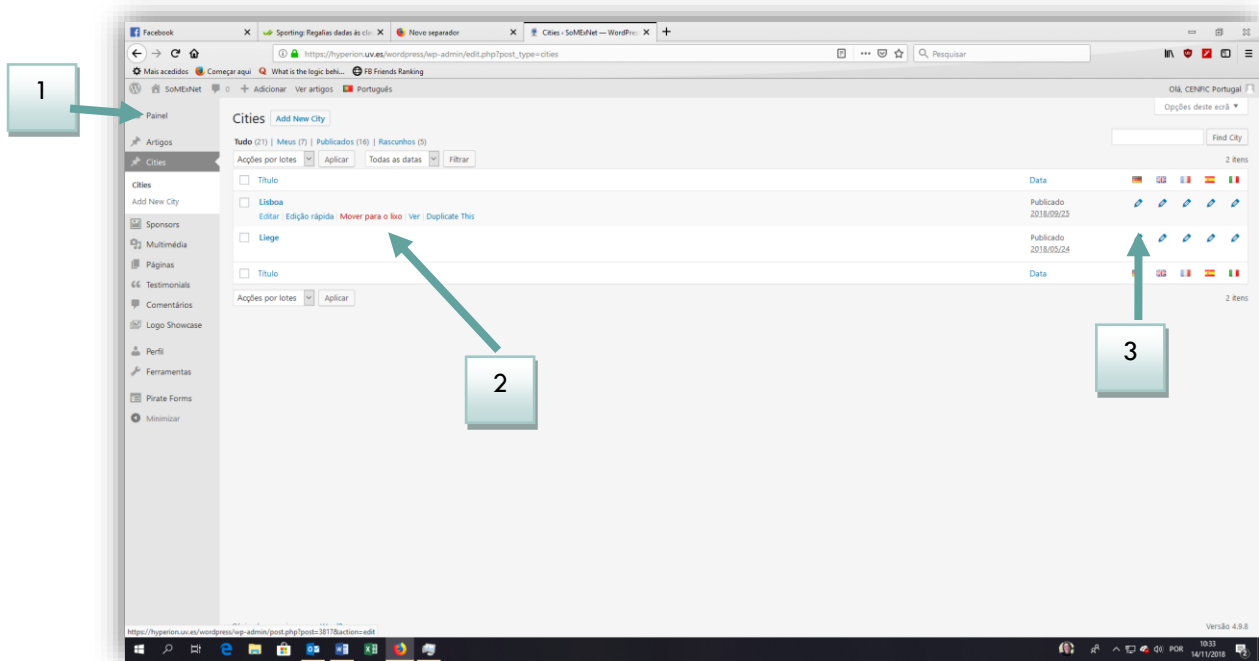 Facebook
Sporting: Regalias dadas às cla
Novo separador
Cities ‹ SoMExNet — WordPres
https://hyperion.uv.es/wordpress/wp-admin/edit.php?post_type=cities
Pesquisar
Mais acedidos Começar aqui What is the logic behi... FB Friends Ranking
SoMExNet 0 + Adicionar Ver artigos Português
Olá, CENFIC Portugal
1
Painel
Artigos
Cities
Cities
Add New City
Sponsors
Multimédia
Páginas
Testimonials
Comentários
Logo Showcase
Perfil
Ferramentas
Pirate Forms
Minimizar
Opções deste ecrã
Cities Add New City
Tudo (21) | Meus (7) | Publicados (16) | Rascunhos (5)
Find City
Acções por lotes Aplicar Todas as datas Filtrar
2 itens
Título Data
Lisboa Publicado
Editar | Edição rápida | Mover para o lixo | Ver | Duplicate This 2018/09/25
Liege Publicado
2018/05/24
Título Data
Acções por lotes Aplicar
2 itens
2
3
Versão 4.9.8
https://hyperion.uv.es/wordpress/wp-admin/post.php?post=3817&action=edit
POR
10:33
14/11/2018